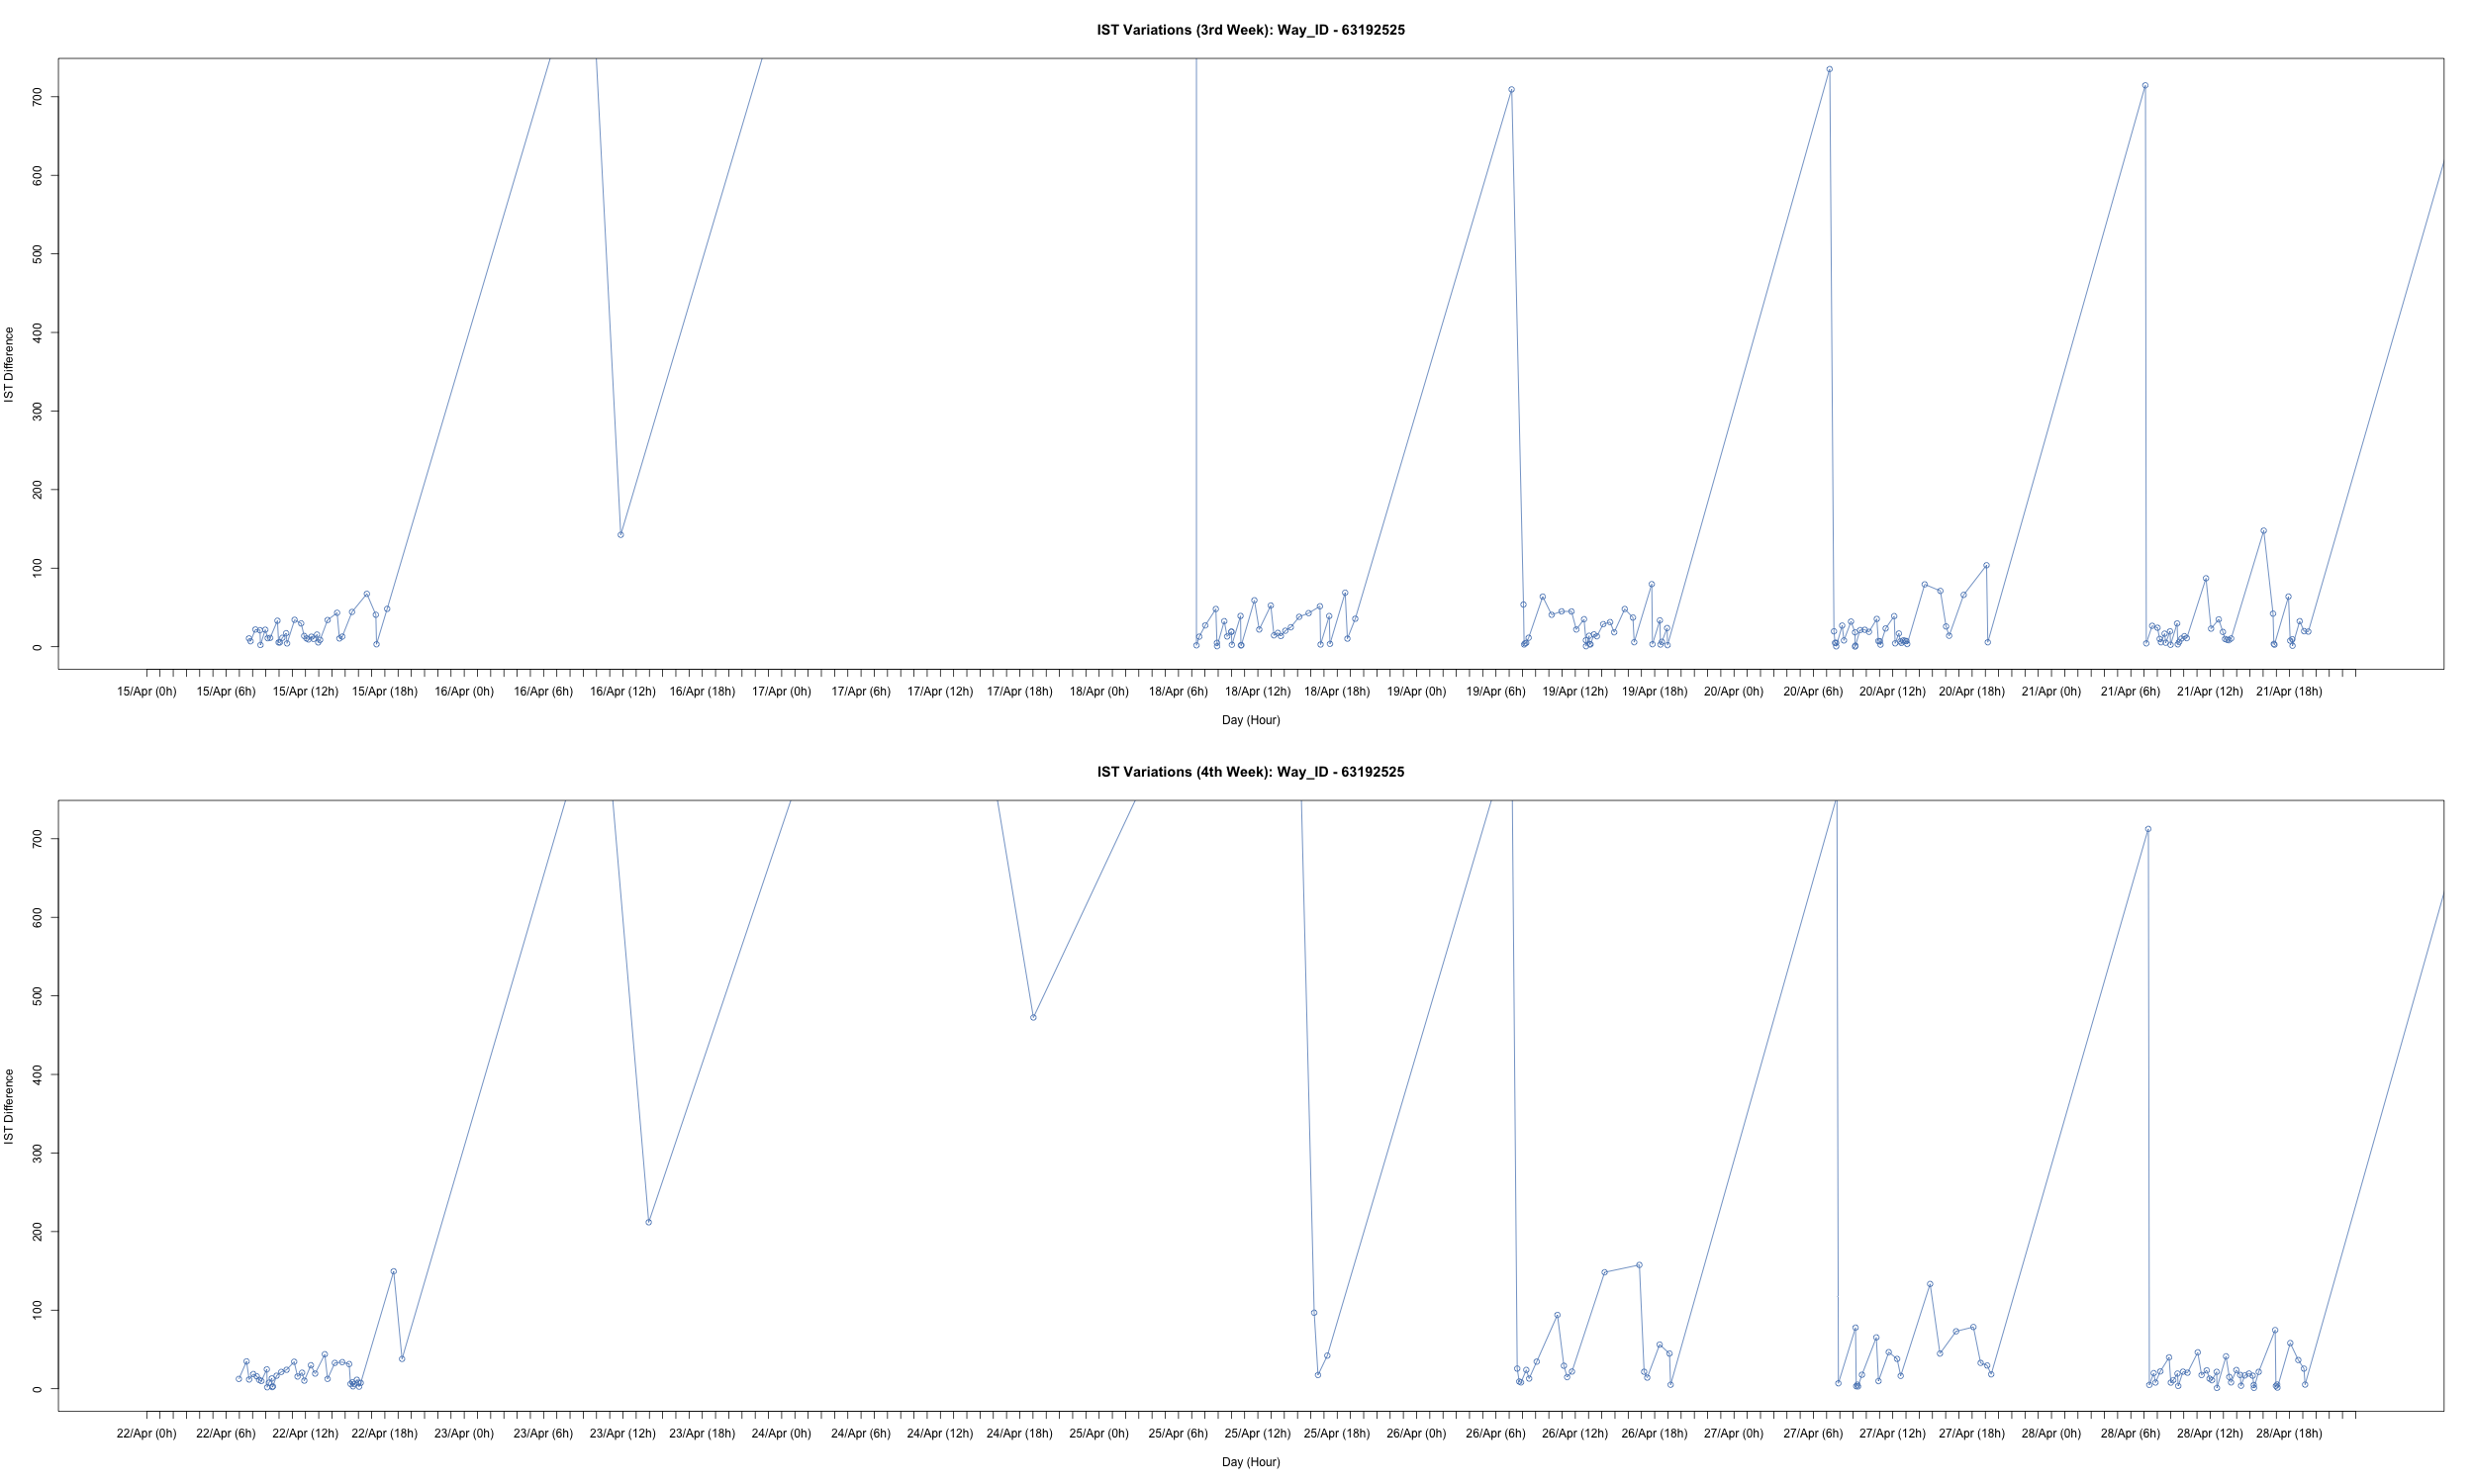 IST Variations (3rd Week): Way_ID - 63192525
IST Difference
700
600
500
400
300
200
100
0
15/Apr (0h) 15/Apr (6h) 15/Apr (12h) 15/Apr (18h) 16/Apr (0h) 16/Apr (6h) 16/Apr (12h) 16/Apr (18h) 17/Apr (0h) 17/Apr (6h) 17/Apr (12h) 17/Apr (18h) 18/Apr (0h) 18/Apr (6h) 18/Apr (12h) 18/Apr (18h) 19/Apr (0h) 19/Apr (6h) 19/Apr (12h) 19/Apr (18h) 20/Apr (0h) 20/Apr (6h) 20/Apr (12h) 20/Apr (18h) 21/Apr (0h) 21/Apr (6h) 21/Apr (12h) 21/Apr (18h)
Day (Hour)
IST Variations (4th Week): Way_ID - 63192525
IST Difference
700
600
500
400
300
200
100
0
22/Apr (0h) 22/Apr (6h) 22/Apr (12h) 22/Apr (18h) 23/Apr (0h) 23/Apr (6h) 23/Apr (12h) 23/Apr (18h) 24/Apr (0h) 24/Apr (6h) 24/Apr (12h) 24/Apr (18h) 25/Apr (0h) 25/Apr (6h) 25/Apr (12h) 25/Apr (18h) 26/Apr (0h) 26/Apr (6h) 26/Apr (12h) 26/Apr (18h) 27/Apr (0h) 27/Apr (6h) 27/Apr (12h) 27/Apr (18h) 28/Apr (0h) 28/Apr (6h) 28/Apr (12h) 28/Apr (18h)
Day (Hour)